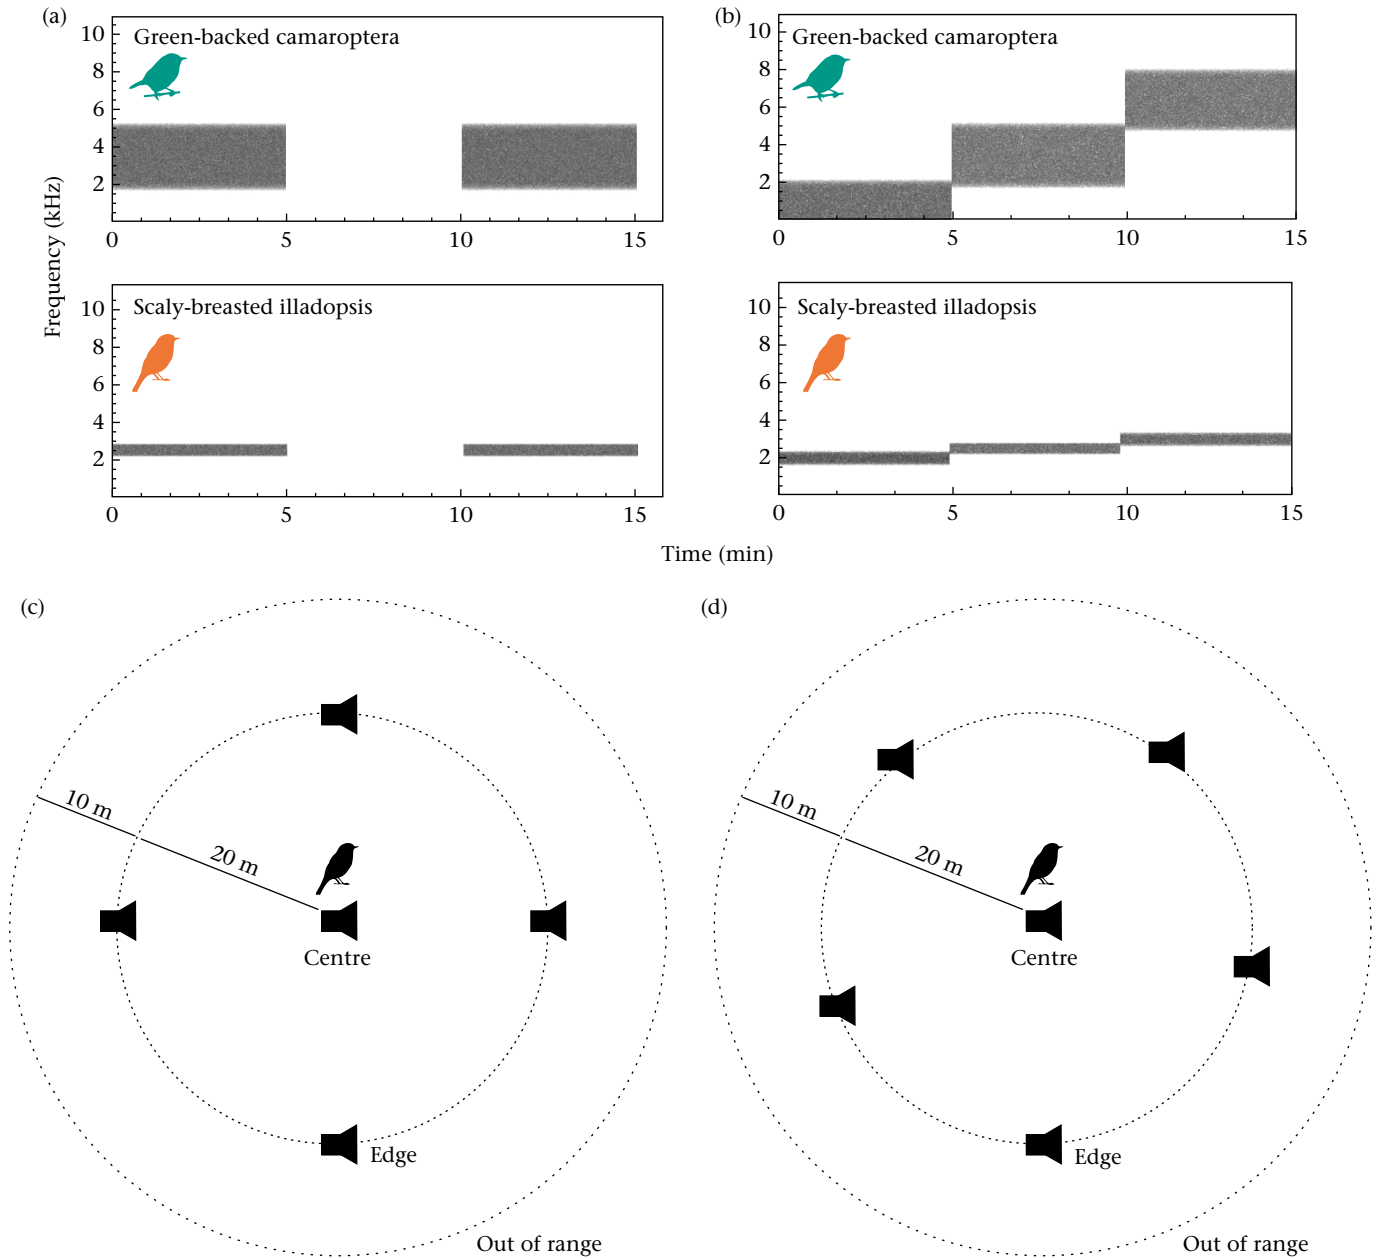 (a)
Green-backed camaroptera
10
8
6
4
2
0 5 10 15
Scaly-breasted illadopsis
10
8
6
4
2
0 5 10 15
Frequency (kHz)
(b)
Green-backed camaroptera
10
8
6
4
2
0 5 10 15
Scaly-breasted illadopsis
10
8
6
4
2
0 5 10 15
Time (min)
(c)
10 m
20 m
Centre
Edge
Out of range
(d)
10 m
20 m
Centre
Edge
Out of range